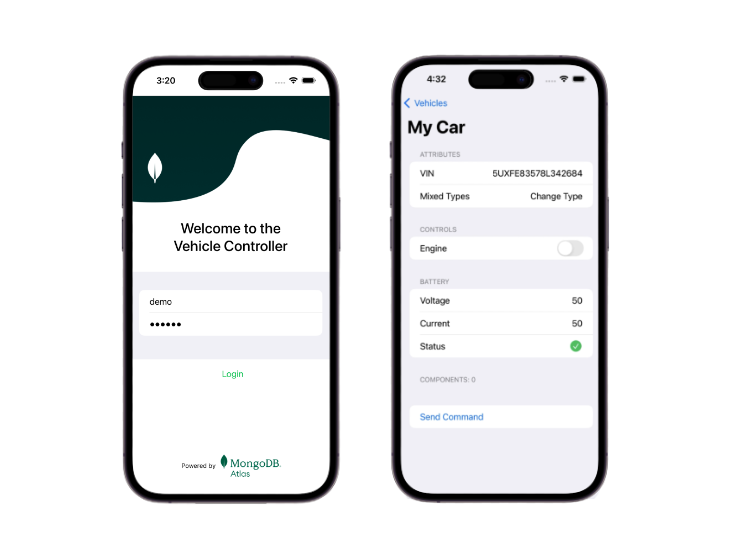 3:20
Welcome to the
Vehicle Controller
demo
••••••
Login
Powered by MongoDB.
Atlas
4:32
Vehicles
My Car
ATTRIBUTES
VIN 5UXFE83578L342684
Mixed Types Change Type
CONTROLS
Engine
BATTERY
Voltage 50
Current 50
Status
COMPONENTS: 0
Send Command